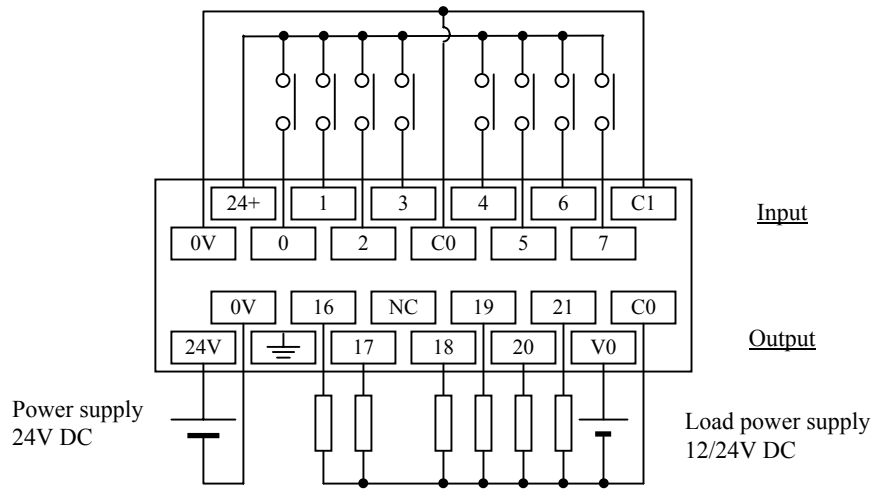 24+ 1 3 4 6 C1
Input
0V 0 2 C0 5 7
0V 16 NC 19 21 C0
24V 17 18 20 V0
Output
Power supply
24V DC
Load power supply
12/24V DC